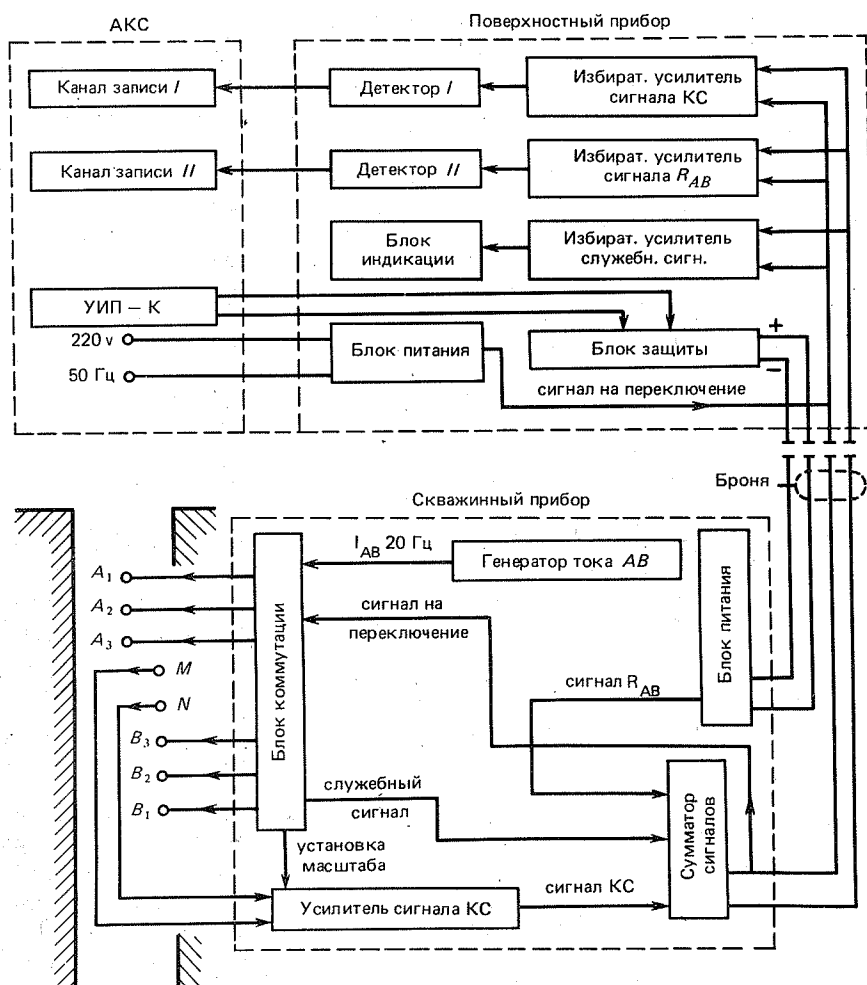 АКС
Поверхностный прибор
Канал записи I
Детектор I
Избират. усилитель
сигнала КС
Канал записи II
Детектор II
Избират. усилитель
сигнала R_AB
Блок
индикации
Избират. усилитель
служебн. сигн.
УИП – К
220 v
50 Гц
Блок питания
Блок защиты
+
−
сигнал на переключение
Броня
Скважинный прибор
I_AB 20 Гц
Генератор тока AB
Блок коммутации
Блок питания
A₁
A₂
A₃
M
N
B₃
B₂
B₁
сигнал на
переключение
сигнал R_AB
служебный
сигнал
установка
масштаба
Сумматор
сигналов
сигнал КС
Усилитель сигнала КС